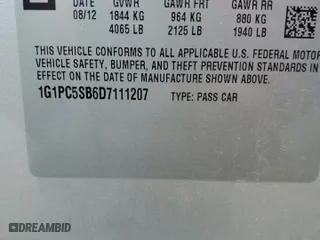 08/12 GVWR GAWR FRT GAWR RR
1844 KG 964 KG 880 KG
4065 LB 2125 LB 1940 LB
THIS VEHICLE CONFORMS TO ALL APPLICABLE U.S. FEDERAL MOTOR
VEHICLE SAFETY, BUMPER, AND THEFT PREVENTION STANDARDS IN
EFFECT ON THE DATE OF MANUFACTURE SHOWN ABOVE.
1G1PC5SB6D7111207 TYPE: PASS CAR
DREAMBID